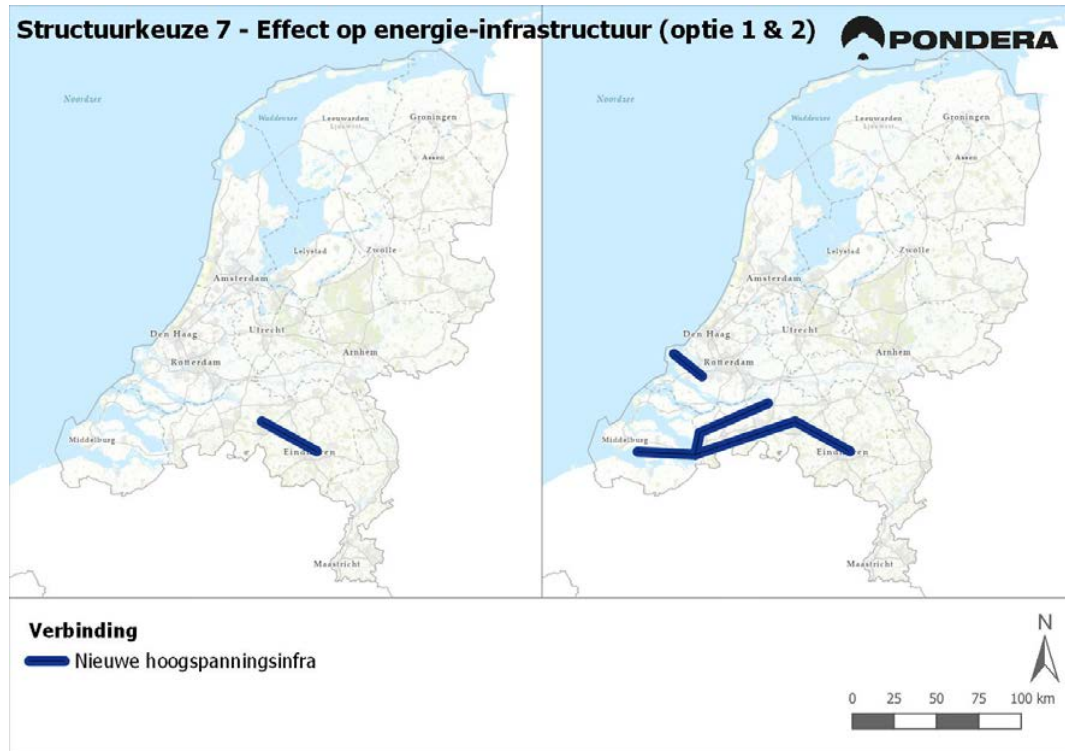 Structuurkeuze 7 - Effect op energie-infrastructuur (optie 1 & 2)
PONDERA
Noordzee
Waddenzee
Leeuwarden
Ljouwert
Groningen
Assen
Lelystad
Zwolle
Amsterdam
Den Haag
Utrecht
Rotterdam
Arnhem
Middelburg
Eindhoven
Maastricht
Noordzee
Waddenzee
Leeuwarden
Ljouwert
Groningen
Assen
Lelystad
Zwolle
Amsterdam
Den Haag
Utrecht
Rotterdam
Arnhem
Middelburg
Eindhoven
Maastricht
Verbinding
Nieuwe hoogspanningsinfra
N
0 25 50 75 100 km